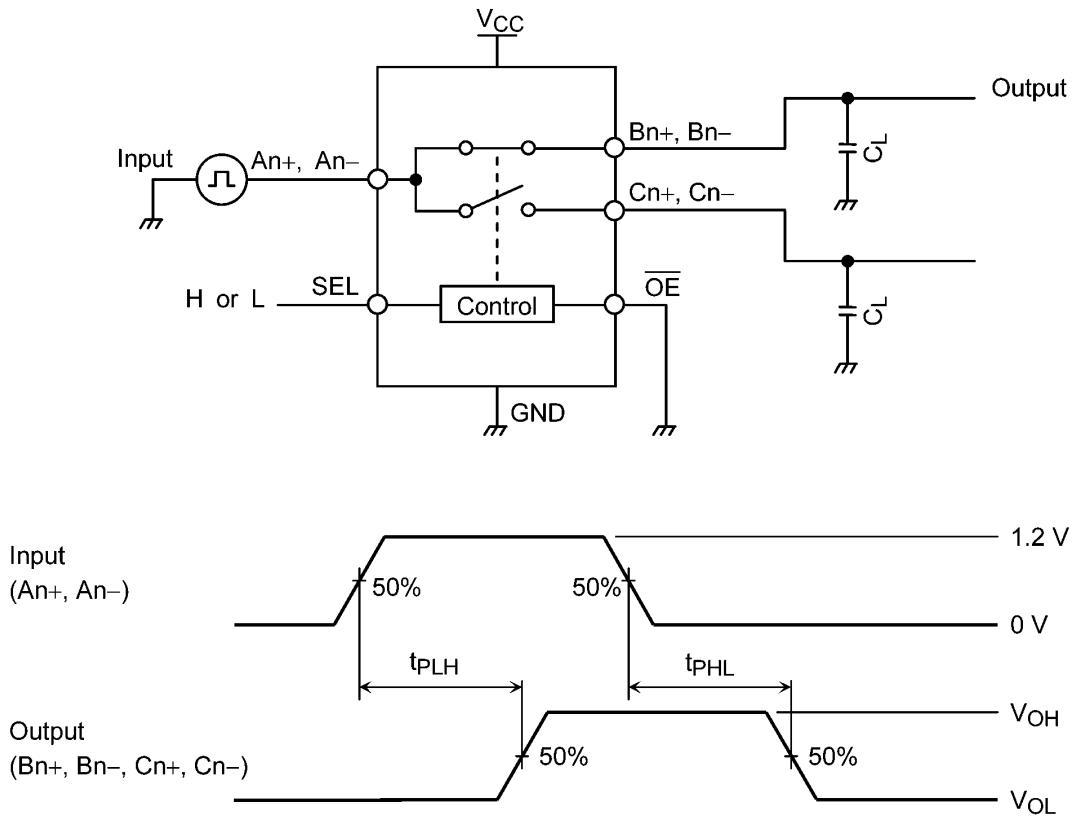 VCC
Output
Input
An+, An−
Bn+, Bn−
CL
Cn+, Cn−
H or L
SEL
Control
OE
CL
GND
Input
(An+, An−)
50%
50%
1.2 V
0 V
tPLH
tPHL
Output
(Bn+, Bn−, Cn+, Cn−)
50%
50%
VOH
VOL